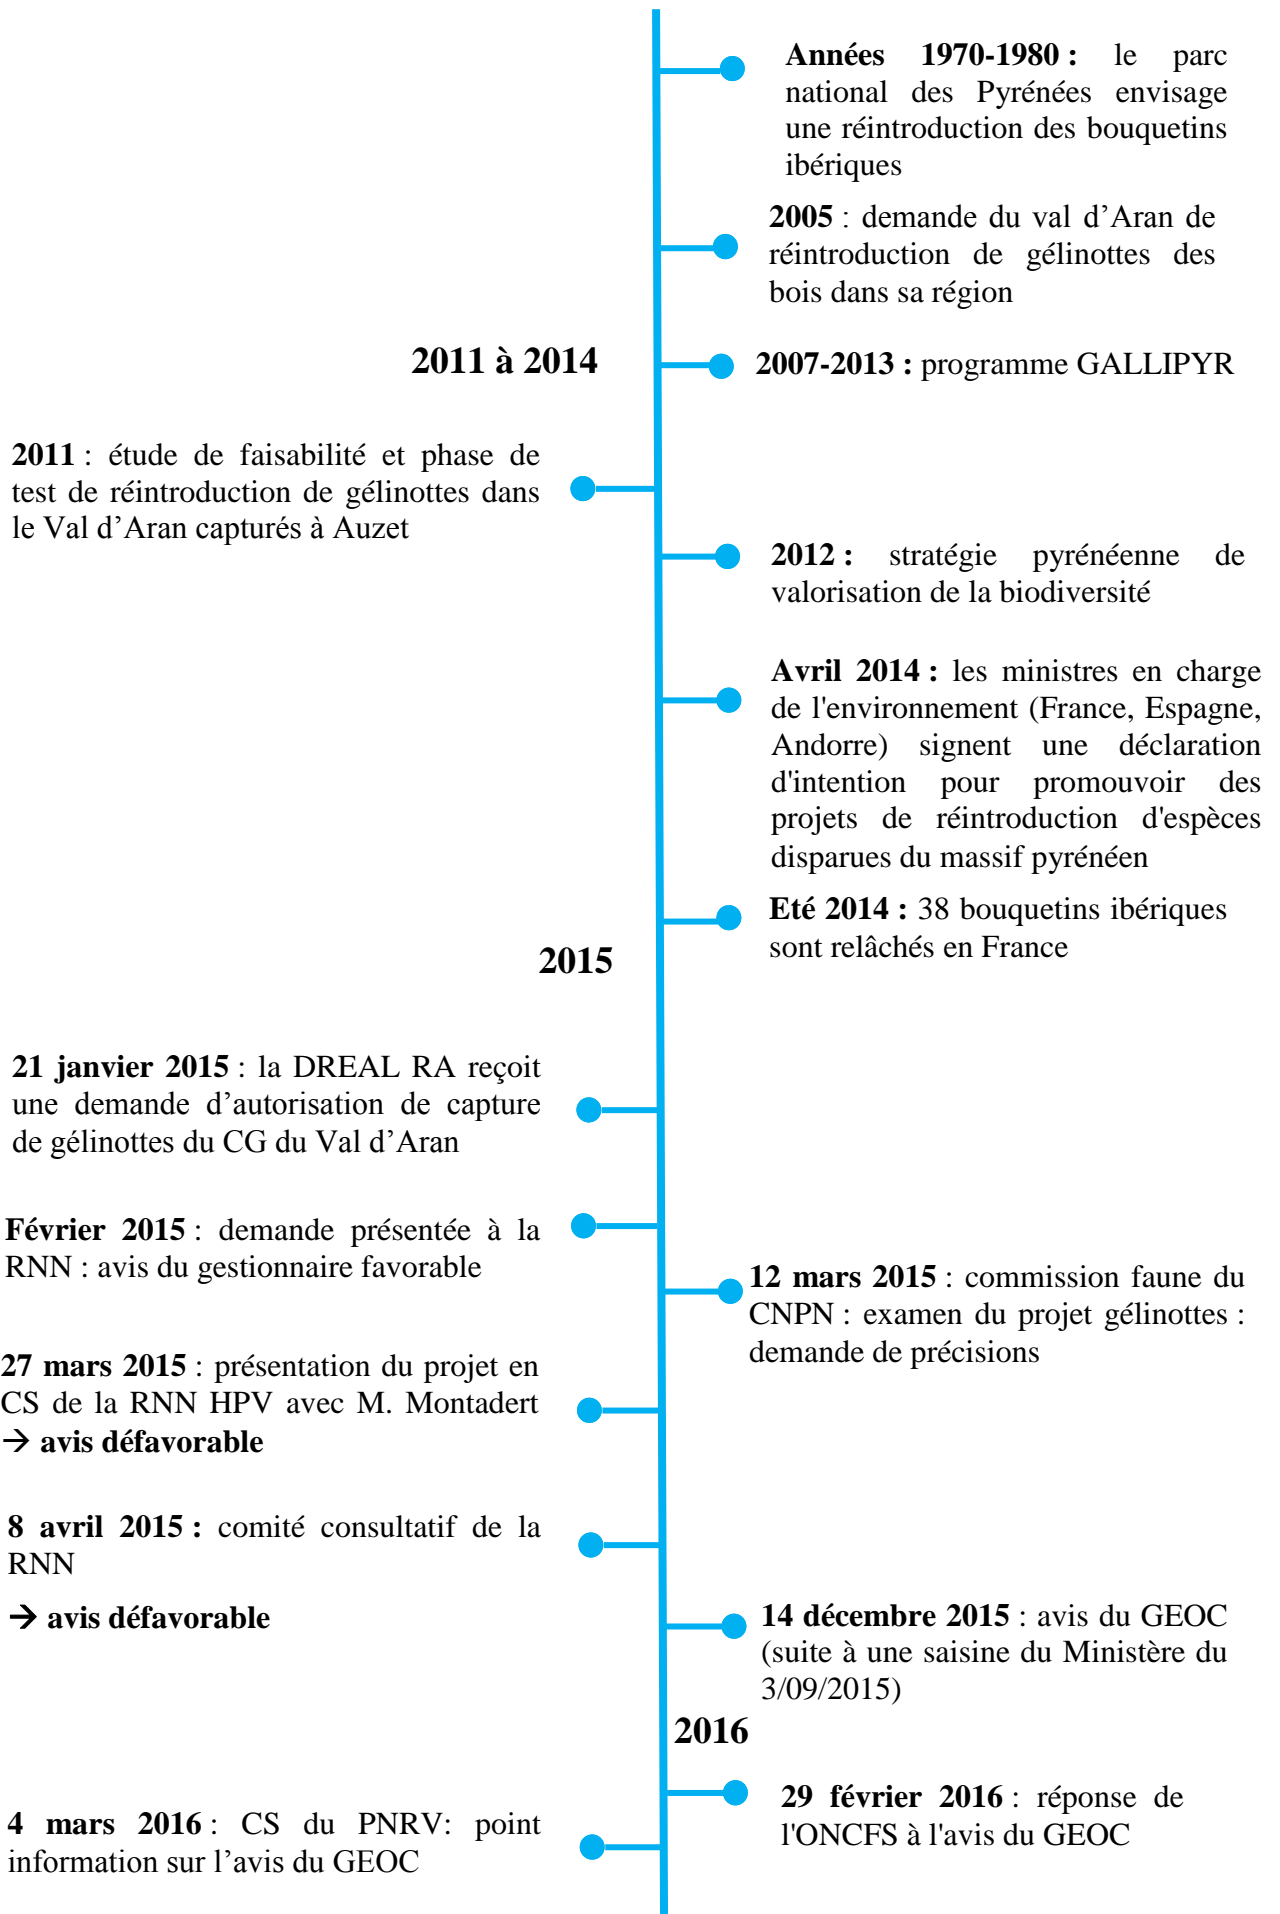 Années 1970-1980 : le parc
national des Pyrénées envisage
une réintroduction des bouquetins
ibériques
2005 : demande du val d’Aran de
réintroduction de gélinottes des
bois dans sa région
2011 à 2014
2007-2013 : programme GALLIPYR
2011 : étude de faisabilité et phase de
test de réintroduction de gélinottes dans
le Val d’Aran capturés à Auzet
2012 : stratégie pyrénéenne de
valorisation de la biodiversité
Avril 2014 : les ministres en charge
de l'environnement (France, Espagne,
Andorre) signent une déclaration
d'intention pour promouvoir des
projets de réintroduction d'espèces
disparues du massif pyrénéen
Eté 2014 : 38 bouquetins ibériques
sont relâchés en France
2015
21 janvier 2015 : la DREAL RA reçoit
une demande d’autorisation de capture
de gélinottes du CG du Val d’Aran
Février 2015 : demande présentée à la
RNN : avis du gestionnaire favorable
12 mars 2015 : commission faune du
CNPN : examen du projet gélinottes :
demande de précisions
27 mars 2015 : présentation du projet en
CS de la RNN HPV avec M. Montadert
→ avis défavorable
8 avril 2015 : comité consultatif de la
RNN
→ avis défavorable
14 décembre 2015 : avis du GEOC
(suite à une saisine du Ministère du
3/09/2015)
2016
29 février 2016 : réponse de
l'ONCFS à l'avis du GEOC
4 mars 2016 : CS du PNRV: point
information sur l’avis du GEOC